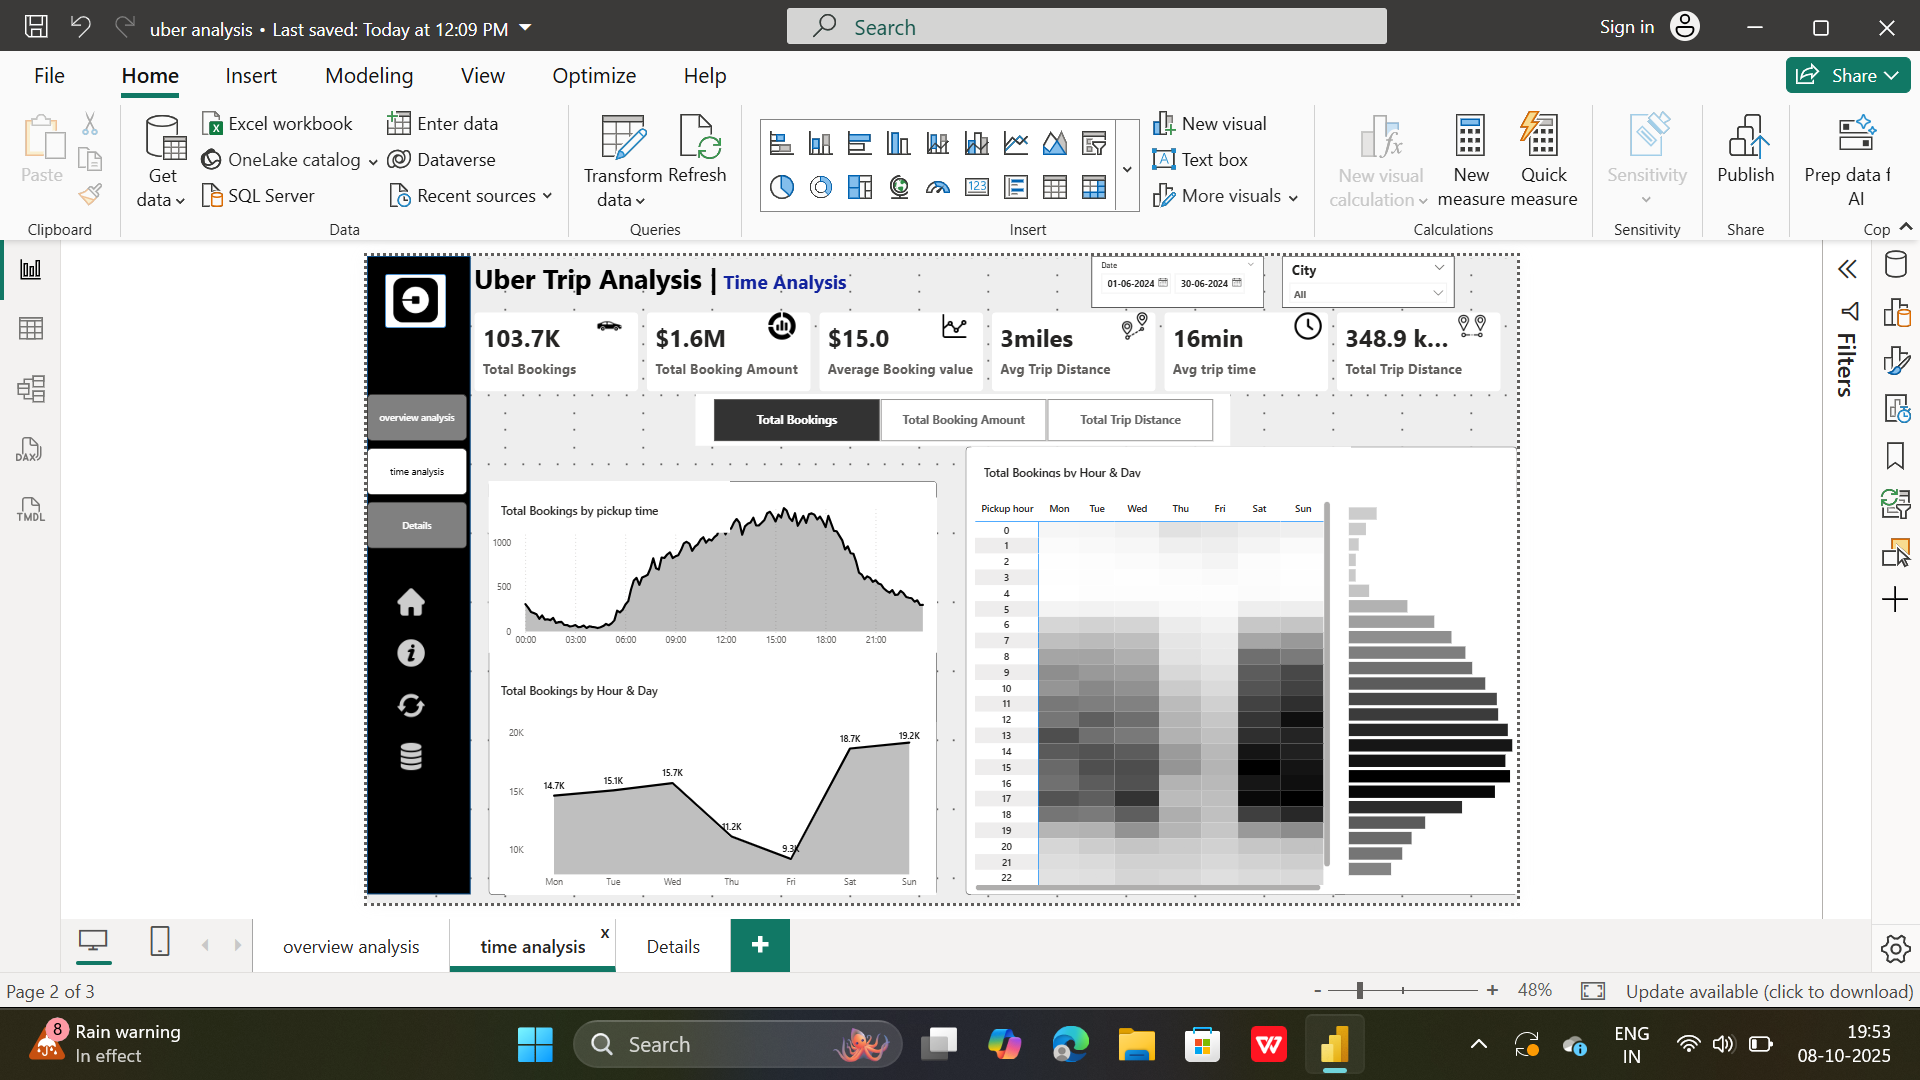 uber analysis • Last saved: Today at 12:09 PM
Search
Sign in
File
Home
Insert
Modeling
View
Optimize
Help
Share
Paste
Clipboard
Get data
Excel workbook
OneLake catalog
SQL Server
Enter data
Dataverse
Recent sources
Data
Transform data
Refresh
Queries
123
New visual
Text box
More visuals
Insert
New visual calculation
New measure
Quick measure
Calculations
Sensitivity
Sensitivity
Publish
Share
Prep data f
AI
Cop
DAX
TMDL
Uber Trip Analysis | Time Analysis
Date
01-06-2024
30-06-2024
City
All
103.7K
Total Bookings
$1.6M
Total Booking Amount
$15.0
Average Booking value
3miles
Avg Trip Distance
16min
Avg trip time
348.9 k...
Total Trip Distance
overview analysis
time analysis
Details
Total Bookings
Total Booking Amount
Total Trip Distance
Total Bookings by pickup time
1000
500
0
00:00 03:00 06:00 09:00 12:00 15:00 18:00 21:00
Total Bookings by Hour & Day
20K
15K
10K
14.7K 15.1K 15.7K 11.2K 9.3K 18.7K 19.2K
Mon Tue Wed Thu Fri Sat Sun
Total Bookings by Hour & Day
Pickup hour Mon Tue Wed Thu Fri Sat Sun
0
1
2
3
4
5
6
7
8
9
10
11
12
13
14
15
16
17
18
19
20
21
22
Filters
overview analysis
time analysis
x
Details
+
Page 2 of 3
- + 48%
Update available (click to download)
8
Rain warning
In effect
Search
ENG
IN
19:53
08-10-2025